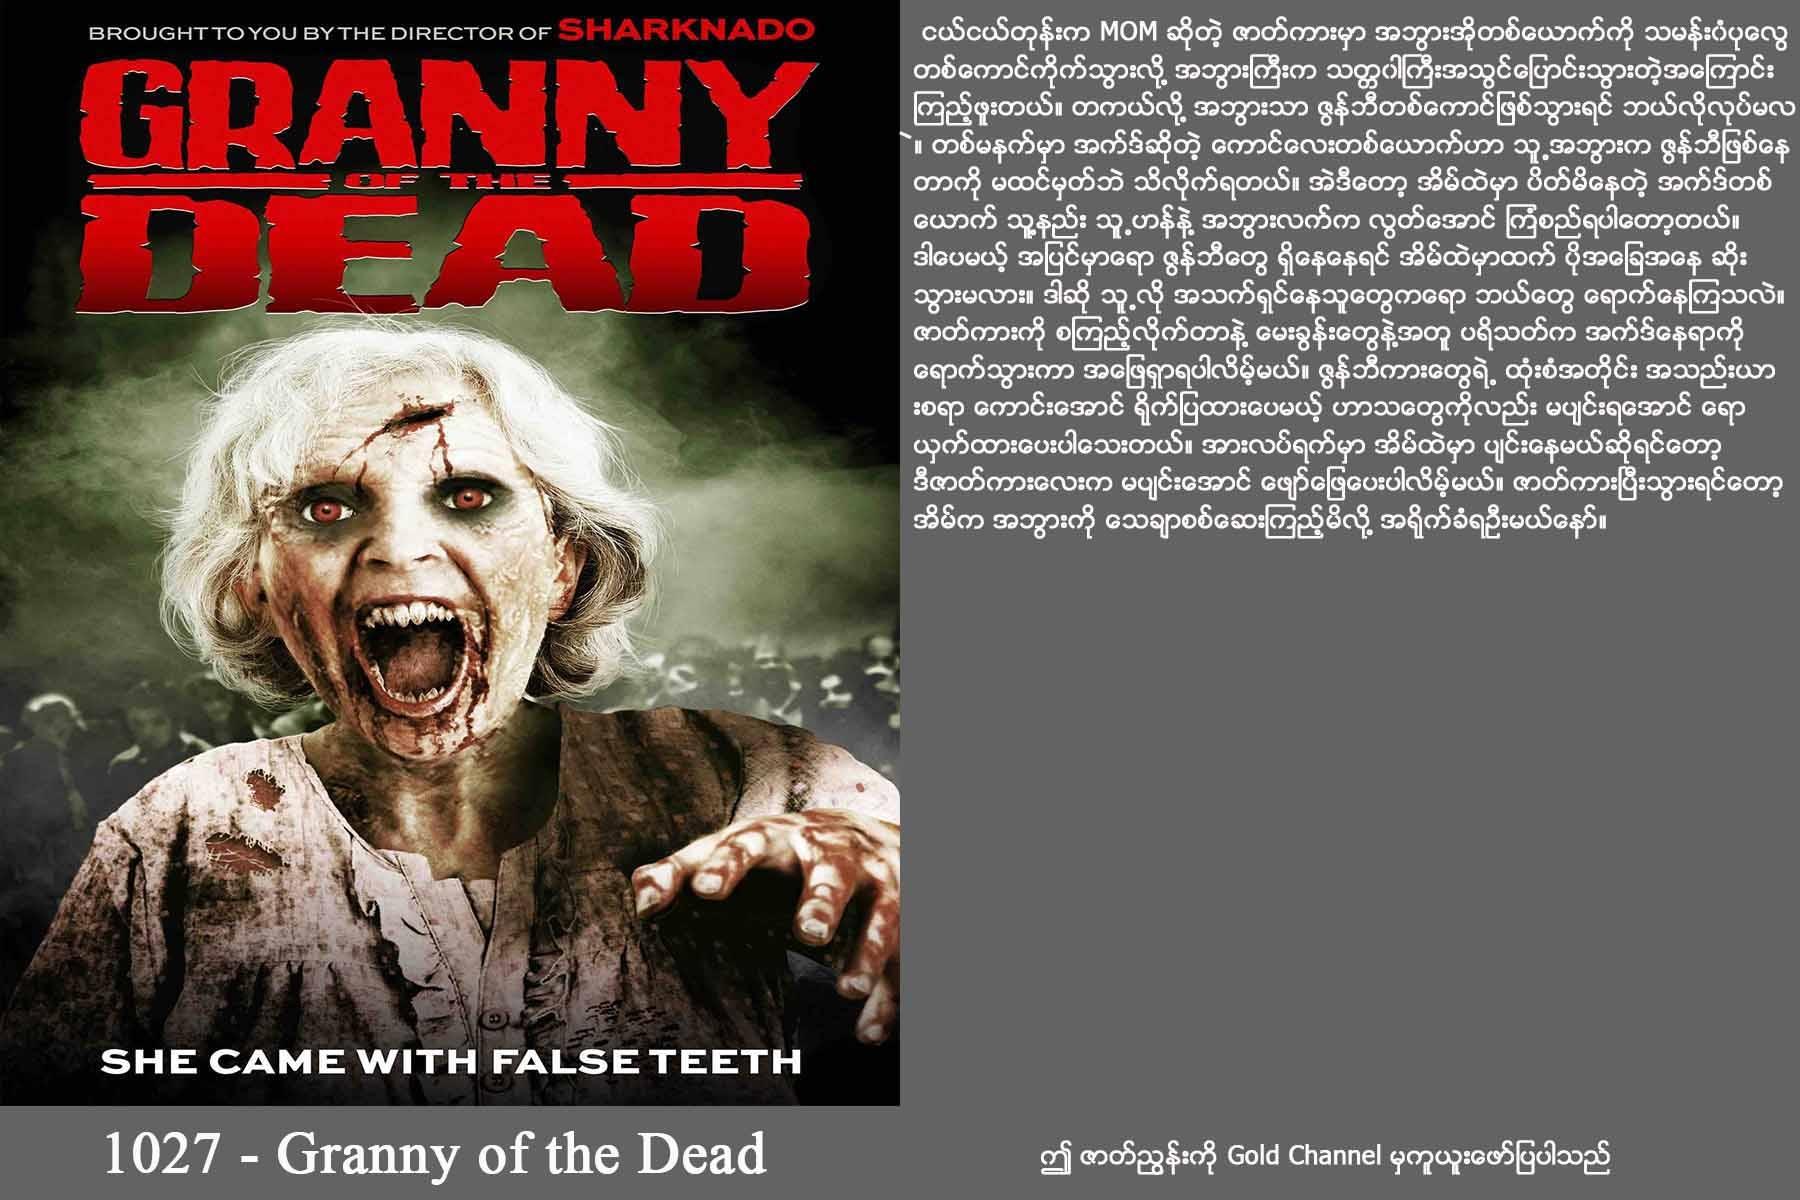 BROUGHT TO YOU BY THE DIRECTOR OF SHARKNADO
GRANNY
OF THE
DEAD
SHE CAME WITH FALSE TEETH
1027 - Granny of the Dead
ငယ်ငယ်တုန်းက MOM ဆိုတဲ့ ဇာတ်ကားမှာ အဘွားအိုတစ်ယောက်ကို သမန်းဂံပုလွေ
တစ်ကောင်ကိုက်သွားလို့ အဘွားကြီးက သတ္တဂါကြီးအသွင်ပြောင်းသွားတဲ့အကြောင်း
ကြည့်ဖူးတယ်။ တကယ်လို့ အဘွားသာ ဇွန်ဘီတစ်ကောင်ဖြစ်သွားရင် ဘယ်လိုလုပ်မလ
ဲ။ တစ်မနက်မှာ အက်ဒ်ဆိုတဲ့ ကောင်လေးတစ်ယောက်ဟာ သူ့အဘွားက ဇွန်ဘီဖြစ်နေ
တာကို မထင်မှတ်ဘဲ သိလိုက်ရတယ်။ အဲဒီတော့ အိမ်ထဲမှာ ပိတ်မိနေတဲ့ အက်ဒ်တစ်
ယောက် သူ့နည်း သူ့ဟန်နဲ့ အဘွားလက်က လွတ်အောင် ကြံစည်ရပါတော့တယ်။
ဒါပေမယ့် အပြင်မှာရော ဇွန်ဘီတွေ ရှိနေနေရင် အိမ်ထဲမှာထက် ပိုအခြေအနေ ဆိုး
သွားမလား။ ဒါဆို သူ့လို အသက်ရှင်နေသူတွေကရော ဘယ်တွေ ရောက်နေကြသလဲ။
ဇာတ်ကားကို စကြည့်လိုက်တာနဲ့ မေးခွန်းတွေနဲ့အတူ ပရိသတ်က အက်ဒ်နေရာကို
ရောက်သွားကာ အဖြေရှာရပါလိမ့်မယ်။ ဇွန်ဘီကားတွေရဲ့ ထုံးစံအတိုင်း အသည်းယာ
းစရာ ကောင်းအောင် ရိုက်ပြထားပေမယ့် ဟာသတွေကိုလည်း မပျင်းရအောင် ရော
ယှက်ထားပေးပါသေးတယ်။ အားလပ်ရက်မှာ အိမ်ထဲမှာ ပျင်းနေမယ်ဆိုရင်တော့
ဒီဇာတ်ကားလေးက မပျင်းအောင် ဖျော်ဖြေပေးပါလိမ့်မယ်။ ဇာတ်ကားပြီးသွားရင်တော့
အိမ်က အဘွားကို သေချာစစ်ဆေးကြည့်မိလို့ အရိုက်ခံရဦးမယ်နော်။
ဤ ဇာတ်ညွှန်းကို Gold Channel မှကူယူးဖော်ပြပါသည်